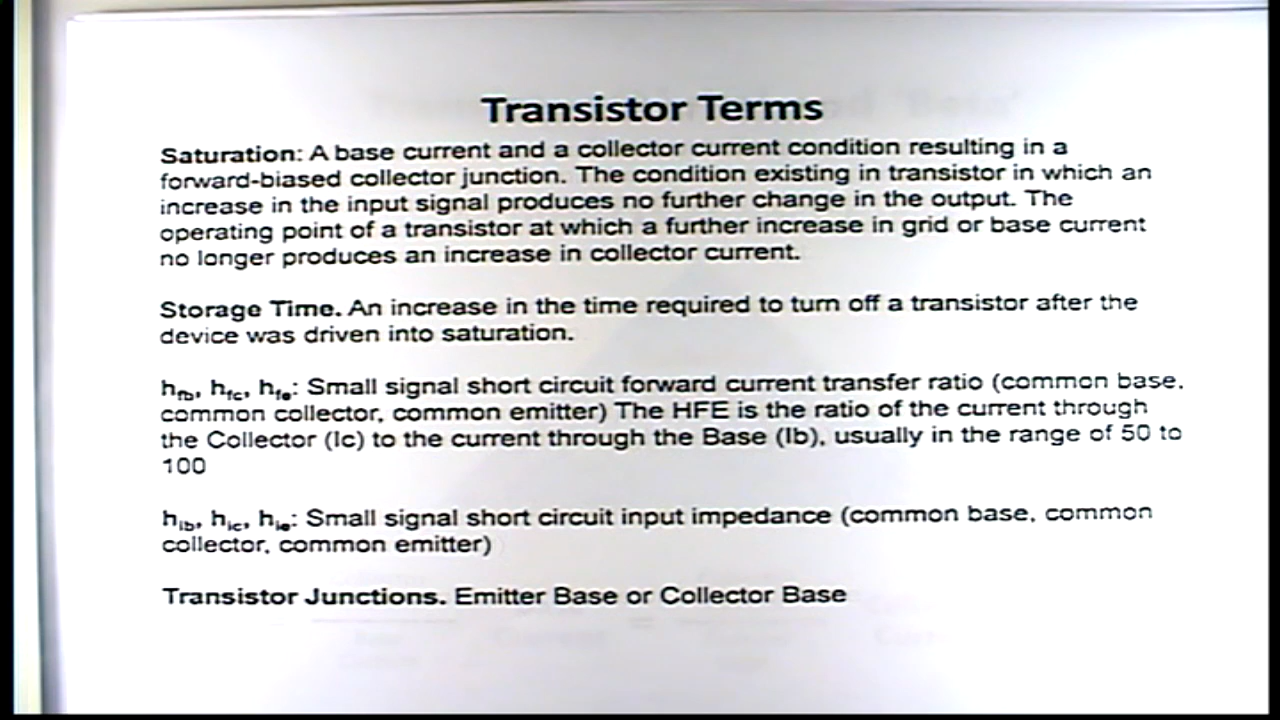 Transistor Terms
Saturation: A base current and a collector current condition resulting in a
forward-biased collector junction. The condition existing in transistor in which an
increase in the input signal produces no further change in the output. The
operating point of a transistor at which a further increase in grid or base current
no longer produces an increase in collector current.
Storage Time. An increase in the time required to turn off a transistor after the
device was driven into saturation.
hfb, hfc, hfe: Small signal short circuit forward current transfer ratio (common base,
common collector, common emitter) The HFE is the ratio of the current through
the Collector (Ic) to the current through the Base (Ib), usually in the range of 50 to
100
hib, hic, hie: Small signal short circuit input impedance (common base, common
collector, common emitter)
Transistor Junctions. Emitter Base or Collector Base